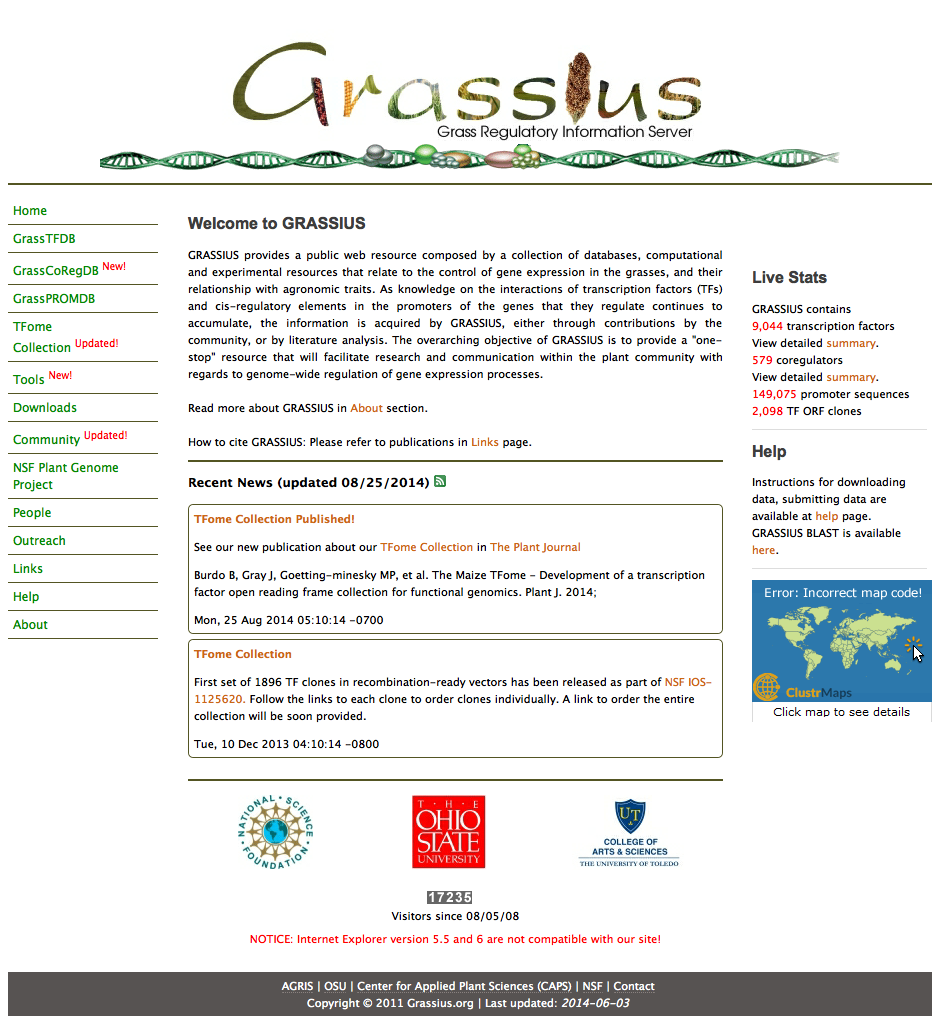 Grassius
Grass Regulatory Information Server
Home
GrassTFDB
GrassCoRegDB New!
GrassPROMDB
TFome
Collection Updated!
Tools New!
Downloads
Community Updated!
NSF Plant Genome
Project
People
Outreach
Links
Help
About
Welcome to GRASSIUS
GRASSIUS provides a public web resource composed by a collection of databases, computational
and experimental resources that relate to the control of gene expression in the grasses, and their
relationship with agronomic traits. As knowledge on the interactions of transcription factors (TFs)
and cis-regulatory elements in the promoters of the genes that they regulate continues to
accumulate, the information is acquired by GRASSIUS, either through contributions by the
community, or by literature analysis. The overarching objective of GRASSIUS is to provide a "one-
stop" resource that will facilitate research and communication within the plant community with
regards to genome-wide regulation of gene expression processes.
Read more about GRASSIUS in About section.
How to cite GRASSIUS: Please refer to publications in Links page.
Recent News (updated 08/25/2014)
TFome Collection Published!
See our new publication about our TFome Collection in The Plant Journal
Burdo B, Gray J, Goetting-minesky MP, et al. The Maize TFome - Development of a transcription
factor open reading frame collection for functional genomics. Plant J. 2014;
Mon, 25 Aug 2014 05:10:14 -0700
TFome Collection
First set of 1896 TF clones in recombination-ready vectors has been released as part of NSF IOS-
1125620. Follow the links to each clone to order clones individually. A link to order the entire
collection will be soon provided.
Tue, 10 Dec 2013 04:10:14 -0800
Live Stats
GRASSIUS contains
9,044 transcription factors
View detailed summary.
579 coregulators
View detailed summary.
149,075 promoter sequences
2,098 TF ORF clones
Help
Instructions for downloading
data, submitting data are
available at help page.
GRASSIUS BLAST is available
here.
Error: Incorrect map code!
ClustrMaps
Click map to see details
NATIONAL SCIENCE FOUNDATION
T · H · E
OHIO
STATE
UNIVERSITY
UT
COLLEGE OF
ARTS & SCIENCES
THE UNIVERSITY OF TOLEDO
17235
Visitors since 08/05/08
NOTICE: Internet Explorer version 5.5 and 6 are not compatible with our site!
AGRIS | OSU | Center for Applied Plant Sciences (CAPS) | NSF | Contact
Copyright © 2011 Grassius.org | Last updated: 2014-06-03